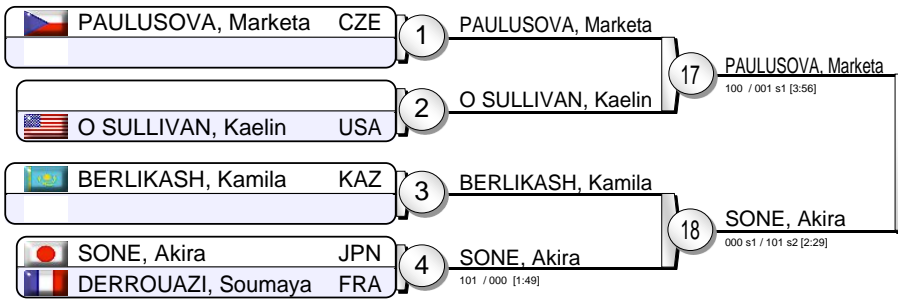 PAULUSOVA, Marketa CZE
1
PAULUSOVA, Marketa
17
PAULUSOVA, Marketa
100 / 001 s1 [3:56]
2
O SULLIVAN, Kaelin
O SULLIVAN, Kaelin USA
BERLIKASH, Kamila KAZ
3
BERLIKASH, Kamila
18
SONE, Akira
000 s1 / 101 s2 [2:29]
SONE, Akira JPN
4
SONE, Akira
101 / 000 [1:49]
DERROUAZI, Soumaya FRA